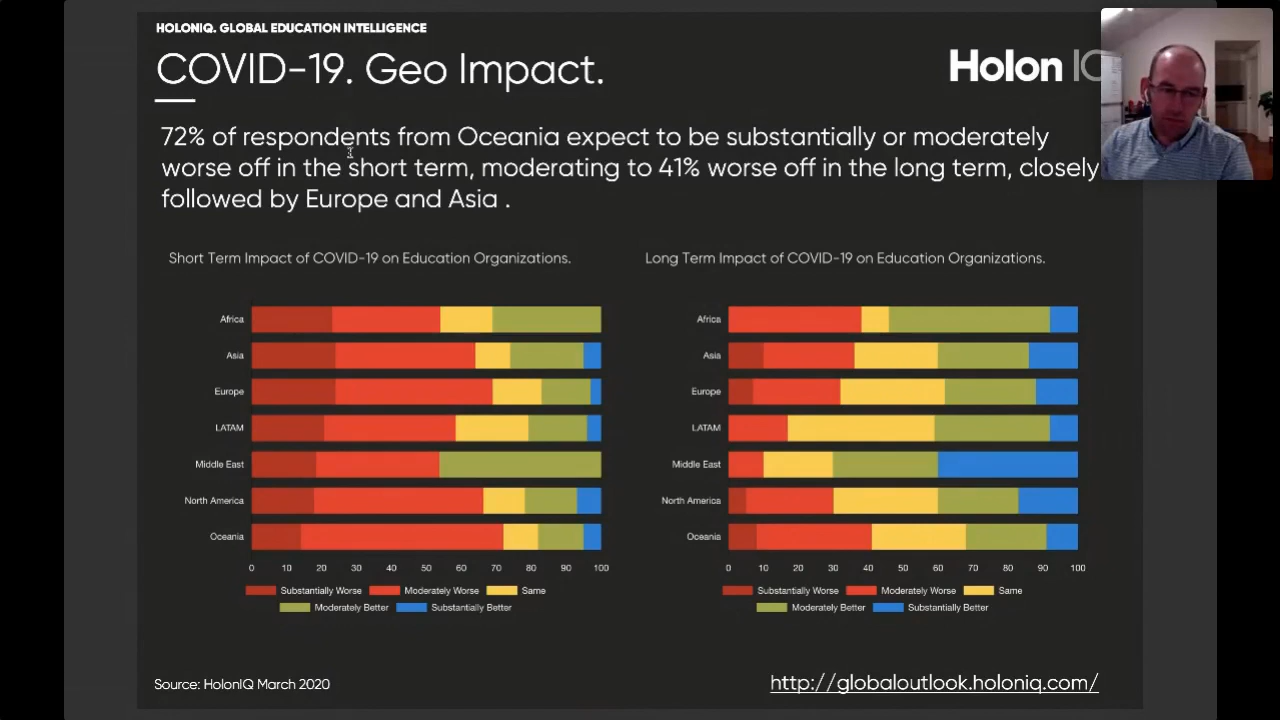 HOLONIQ. GLOBAL EDUCATION INTELLIGENCE
COVID-19. Geo Impact.
Holon IQ
72% of respondents from Oceania expect to be substantially or moderately
worse off in the short term, moderating to 41% worse off in the long term, closely
followed by Europe and Asia .
Short Term Impact of COVID-19 on Education Organizations.
Africa
Asia
Europe
LATAM
Middle East
North America
Oceania
0 10 20 30 40 50 60 70 80 90 100
Substantially Worse Moderately Worse Same
Moderately Better Substantially Better
Long Term Impact of COVID-19 on Education Organizations.
Africa
Asia
Europe
LATAM
Middle East
North America
Oceania
0 10 20 30 40 50 60 70 80 90 100
Substantially Worse Moderately Worse Same
Moderately Better Substantially Better
Source: HolonIQ March 2020
http://globaloutlook.holoniq.com/